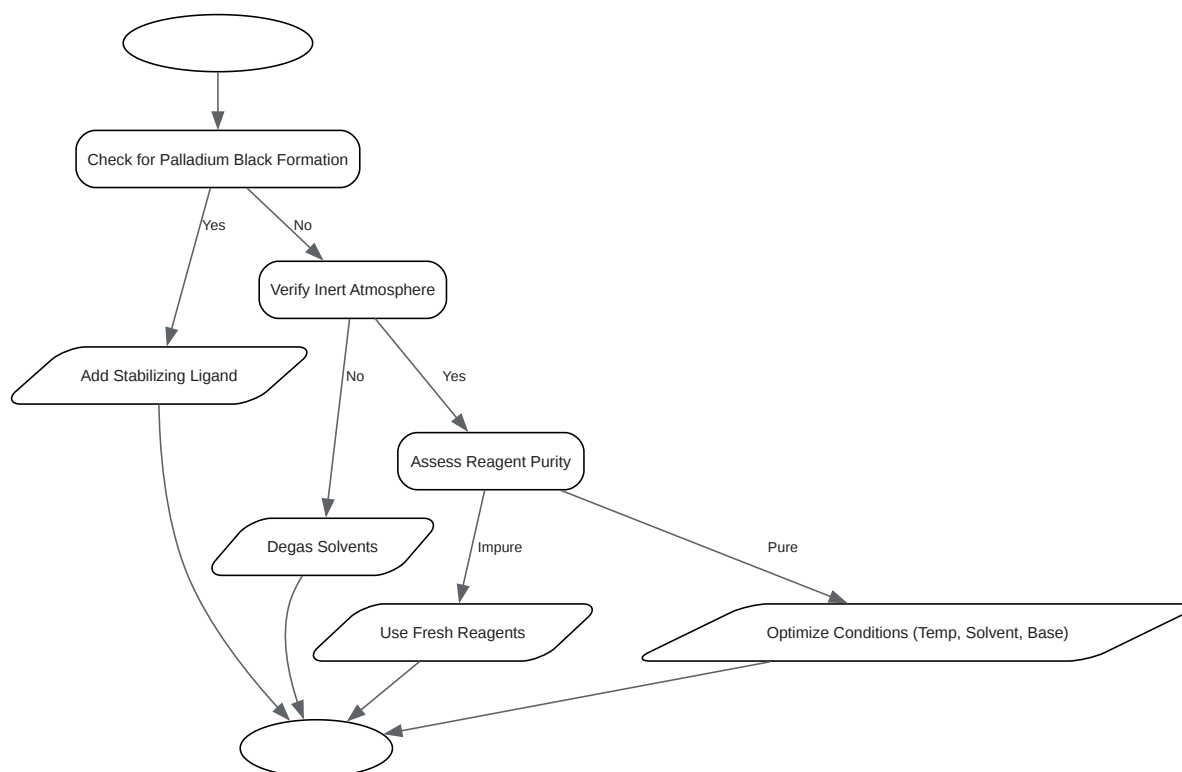 Check for Palladium Black Formation
Yes
No
Verify Inert Atmosphere
Add Stabilizing Ligand
No
Yes
Assess Reagent Purity
Degas Solvents
Impure
Pure
Use Fresh Reagents
Optimize Conditions (Temp, Solvent, Base)